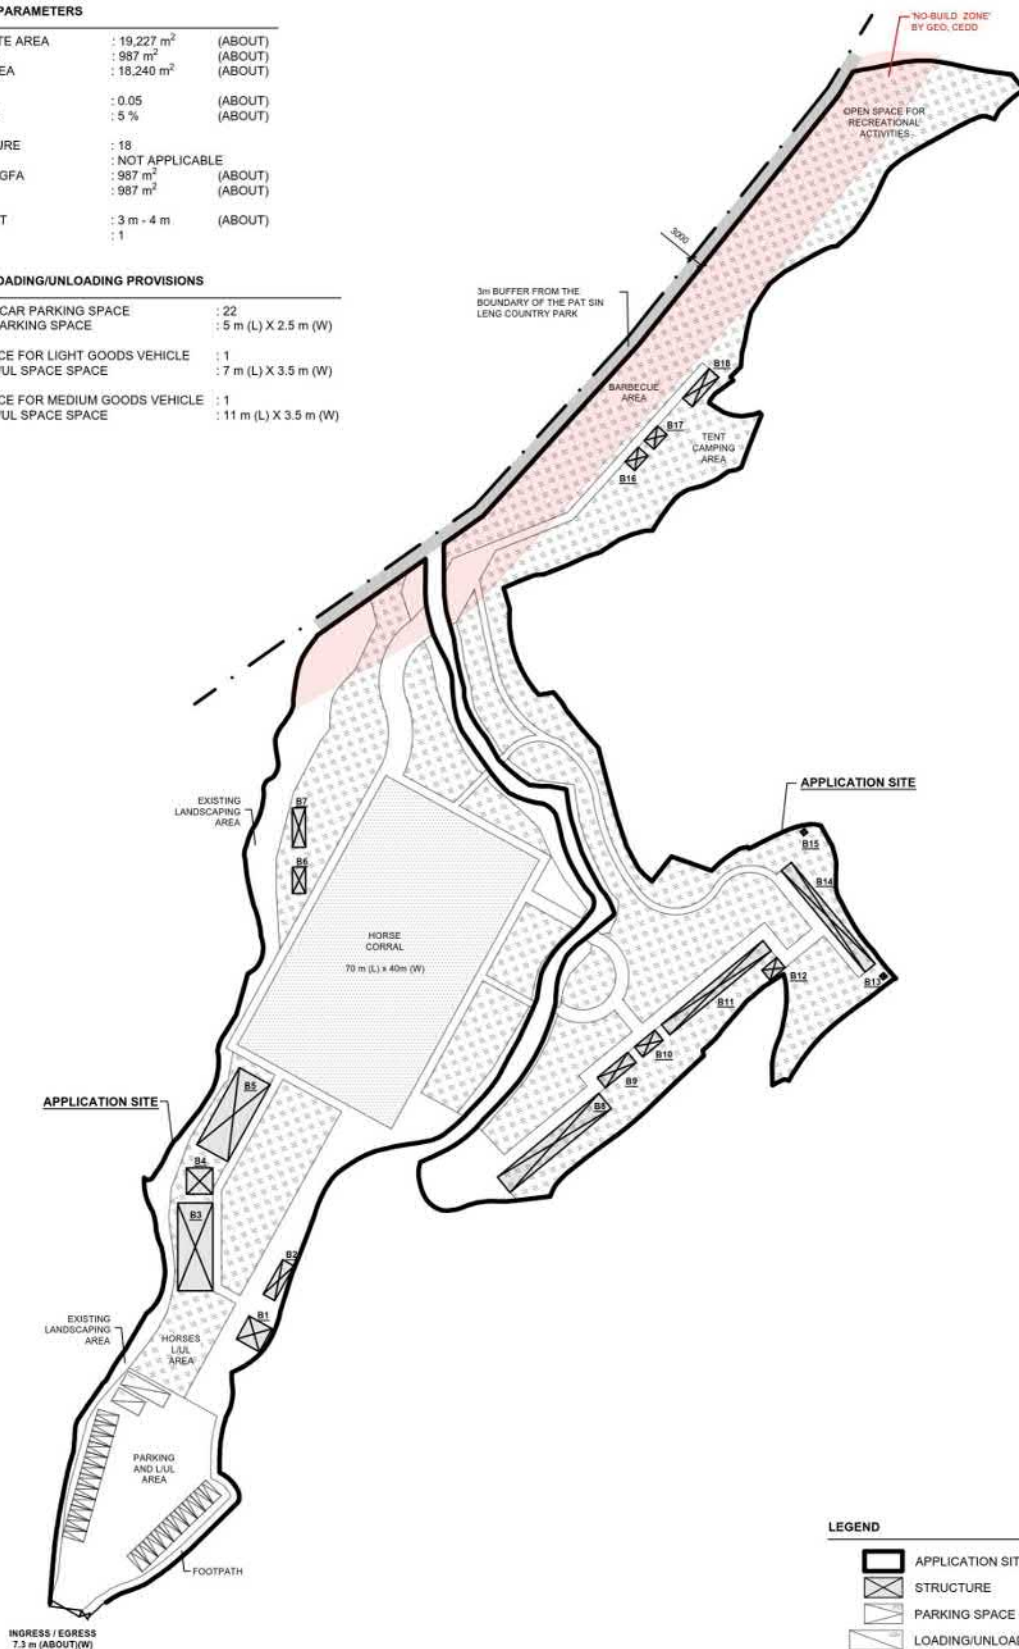 PARAMETERS
TE AREA : 19,227 m² (ABOUT)
: 987 m² (ABOUT)
EA : 18,240 m² (ABOUT)
: 0.05 (ABOUT)
: 5 % (ABOUT)
URE : 18
: NOT APPLICABLE
GFA : 987 m² (ABOUT)
: 987 m² (ABOUT)
T : 3 m - 4 m (ABOUT)
: 1
OADING/UNLOADING PROVISIONS
CAR PARKING SPACE : 22
ARKING SPACE : 5 m (L) X 2.5 m (W)
CE FOR LIGHT GOODS VEHICLE : 1
/UL SPACE SPACE : 7 m (L) X 3.5 m (W)
CE FOR MEDIUM GOODS VEHICLE : 1
/UL SPACE SPACE : 11 m (L) X 3.5 m (W)
'NO-BUILD ZONE'
BY GEO, CEDD
OPEN SPACE FOR
RECREATIONAL
ACTIVITIES
3000
3m BUFFER FROM THE
BOUNDARY OF THE PAT SIN
LENG COUNTRY PARK
B18
BARBECUE
AREA
B17
TENT
CAMPING
AREA
B16
APPLICATION SITE
EXISTING
LANDSCAPING
AREA
B7
B15
B6
B14
HORSE
CORRAL
70 m (L) x 40m (W)
B12
B13
B11
B10
B9
B5
B8
APPLICATION SITE
B4
B3
B2
B1
EXISTING
LANDSCAPING
AREA
HORSES
L/UL
AREA
PARKING
AND L/UL
AREA
FOOTPATH
INGRESS / EGRESS
7.3 m (ABOUT)(W)
LEGEND
APPLICATION SIT
STRUCTURE
PARKING SPACE
LOADING/UNLOA